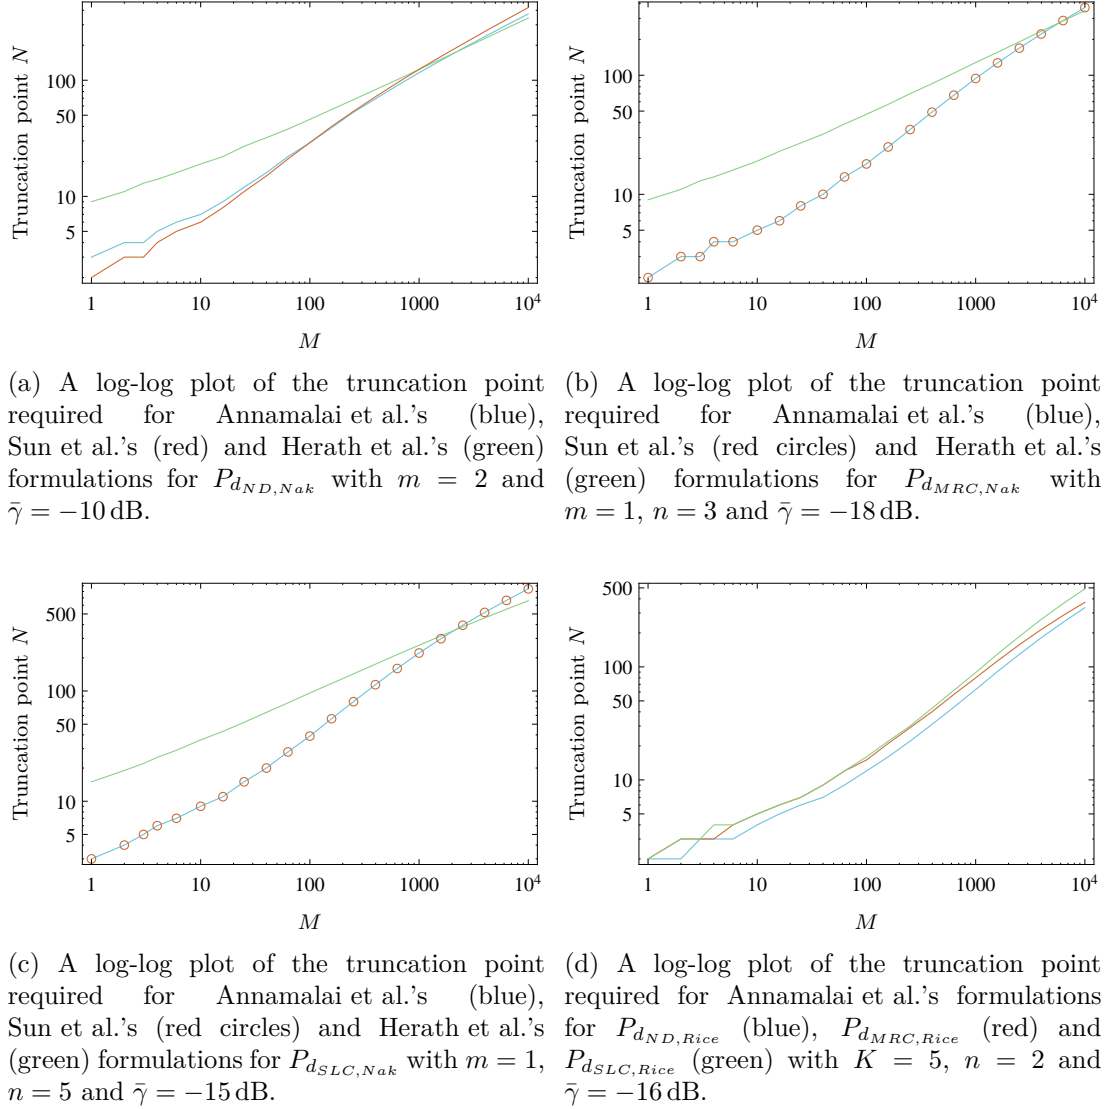 Truncation point N
100
50
10
5
1
10
100
1000
10⁴
M
Truncation point N
100
50
10
5
1
10
100
1000
10⁴
M
(a) A log-log plot of the truncation point
required for Annamalai et al.'s (blue),
Sun et al.'s (red) and Herath et al.'s (green)
formulations for P_{d_{ND,Nak}} with m = 2 and
γ̄ = −10 dB.
(b) A log-log plot of the truncation point
required for Annamalai et al.'s (blue),
Sun et al.'s (red circles) and Herath et al.'s
(green) formulations for P_{d_{MRC,Nak}} with
m = 1, n = 3 and γ̄ = −18 dB.
Truncation point N
500
100
50
10
5
1
10
100
1000
10⁴
M
Truncation point N
500
100
50
10
5
1
10
100
1000
10⁴
M
(c) A log-log plot of the truncation point
required for Annamalai et al.'s (blue),
Sun et al.'s (red circles) and Herath et al.'s
(green) formulations for P_{d_{SLC,Nak}} with m = 1,
n = 5 and γ̄ = −15 dB.
(d) A log-log plot of the truncation point
required for Annamalai et al.'s formulations
for P_{d_{ND,Rice}} (blue), P_{d_{MRC,Rice}} (red) and
P_{d_{SLC,Rice}} (green) with K = 5, n = 2 and
γ̄ = −16 dB.